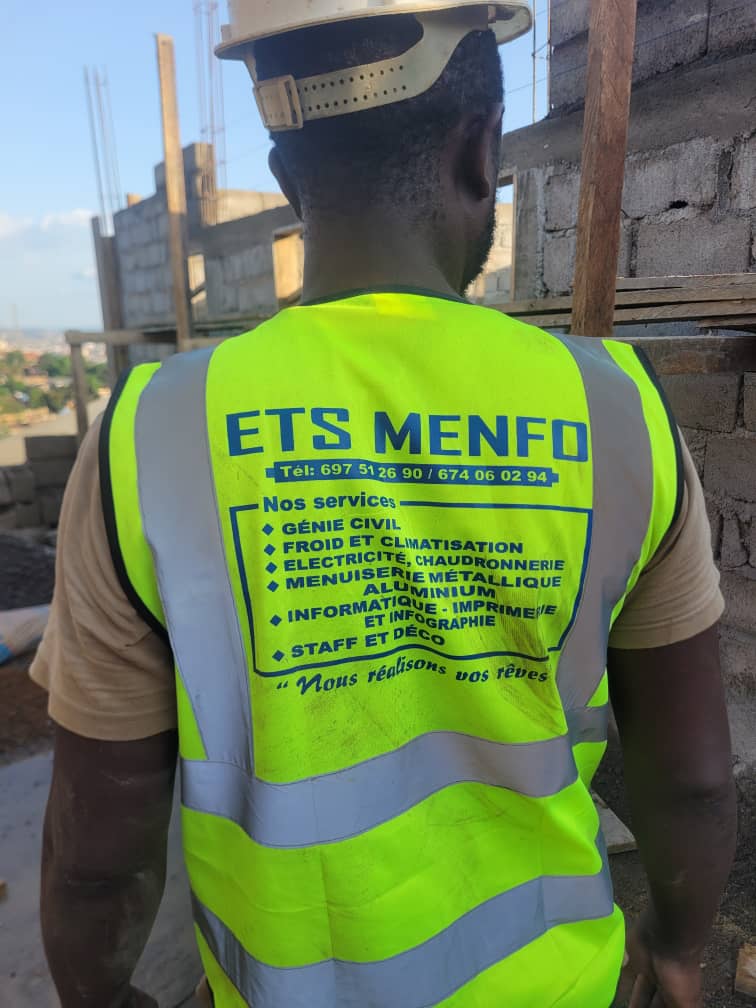 ETS MENFO
Tél: 697 51 26 90 / 674 06 02 94
Nos services
◆ GÉNIE CIVIL
◆ FROID ET CLIMATISATION
◆ ELECTRICITÉ, CHAUDRONNERIE
◆ MENUISERIE MÉTALLIQUE
ALUMINIUM
◆ INFORMATIQUE - IMPRIMERIE
ET INFOGRAPHIE
◆ STAFF ET DÉCO
“ Nous réalisons vos rêves